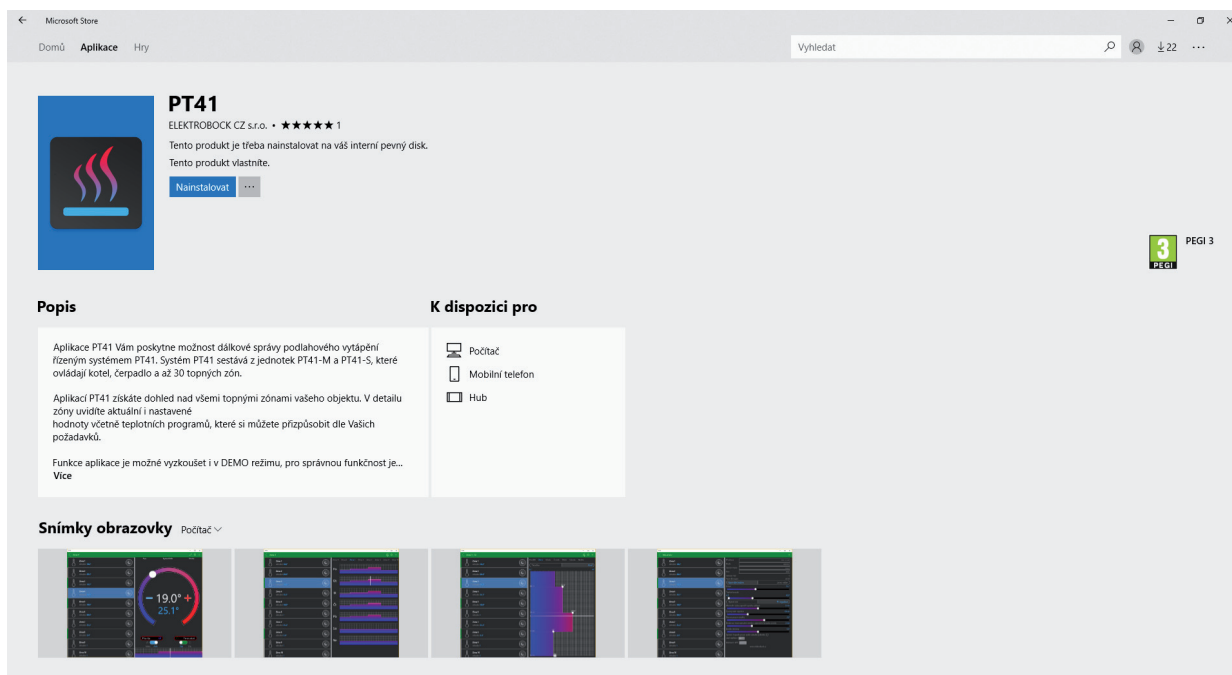 Microsoft Store
Domů Aplikace Hry
Vyhledat
22
PT41
ELEKTROBOCK CZ s.r.o. • ★★★★★ 1
Tento produkt je třeba nainstalovat na váš interní pevný disk.
Tento produkt vlastníte.
Nainstalovat ...
3
PEGI
PEGI 3
Popis
Aplikace PT41 Vám poskytne možnost dálkové správy podlahového vytápění
řízeným systémem PT41. Systém PT41 sestává z jednotek PT41-M a PT41-S, které
ovládají kotel, čerpadlo a až 30 topných zón.
Aplikací PT41 získáte dohled nad všemi topnými zónami vašeho objektu. V detailu
zóny uvidíte aktuální i nastavené
hodnoty včetně teplotních programů, které si můžete přizpůsobit dle Vašich
požadavků.
Funkce aplikace je možné vyzkoušet i v DEMO režimu, pro správnou funkčnost je...
Více
K dispozici pro
Počítač
Mobilní telefon
Hub
Snímky obrazovky Počítač
19.0°
25.1°